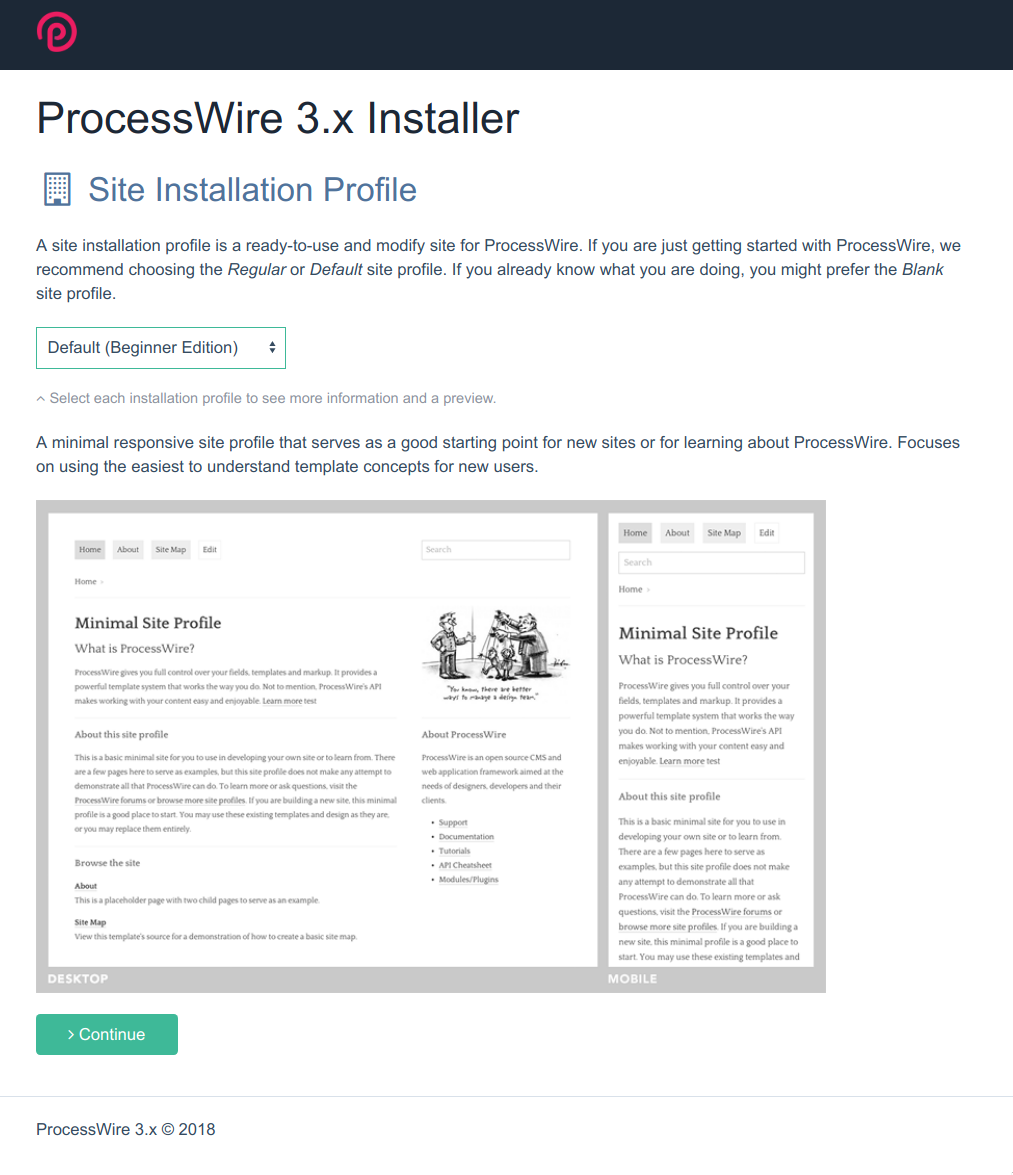 ProcessWire 3.x Installer
Site Installation Profile
A site installation profile is a ready-to-use and modify site for ProcessWire. If you are just getting started with ProcessWire, we
recommend choosing the Regular or Default site profile. If you already know what you are doing, you might prefer the Blank
site profile.
Default (Beginner Edition)
Select each installation profile to see more information and a preview.
A minimal responsive site profile that serves as a good starting point for new sites or for learning about ProcessWire. Focuses
on using the easiest to understand template concepts for new users.
Home About Site Map Edit
Search
Home >
Minimal Site Profile
What is ProcessWire?
ProcessWire gives you full control over your fields, templates and markup. It provides a
powerful template system that works the way you do. Not to mention, ProcessWire's API
makes working with your content easy and enjoyable. Learn more test
About this site profile
This is a basic minimal site for you to use in developing your own site or to learn from. There
are a few pages here to serve as examples, but this site profile does not make any attempt to
demonstrate all that ProcessWire can do. To learn more or ask questions, visit the
ProcessWire forums or browse more site profiles. If you are building a new site, this minimal
profile is a good place to start. You may use these existing templates and design as they are,
or you may replace them entirely.
Browse the site
About
This is a placeholder page with two child pages to serve as an example.
Site Map
View this template's source for a demonstration of how to create a basic site map.
"You know, there are better
ways to manage a design team."
About ProcessWire
ProcessWire is an open source CMS and
web application framework aimed at the
needs of designers, developers and their
clients.
• Support
• Documentation
• Tutorials
• API Cheatsheet
• Modules/Plugins
DESKTOP
Home About Site Map Edit
Search
Home >
Minimal Site Profile
What is ProcessWire?
ProcessWire gives you full control over your
fields, templates and markup. It provides a
powerful template system that works the way
you do. Not to mention, ProcessWire's API
makes working with your content easy and
enjoyable. Learn more test
About this site profile
This is a basic minimal site for you to use in
developing your own site or to learn from.
There are a few pages here to serve as
examples, but this site profile does not make
any attempt to demonstrate all that
ProcessWire can do. To learn more or ask
questions, visit the ProcessWire forums or
browse more site profiles. If you are building a
new site, this minimal profile is a good place to
start. You may use these existing templates and
MOBILE
> Continue
ProcessWire 3.x © 2018